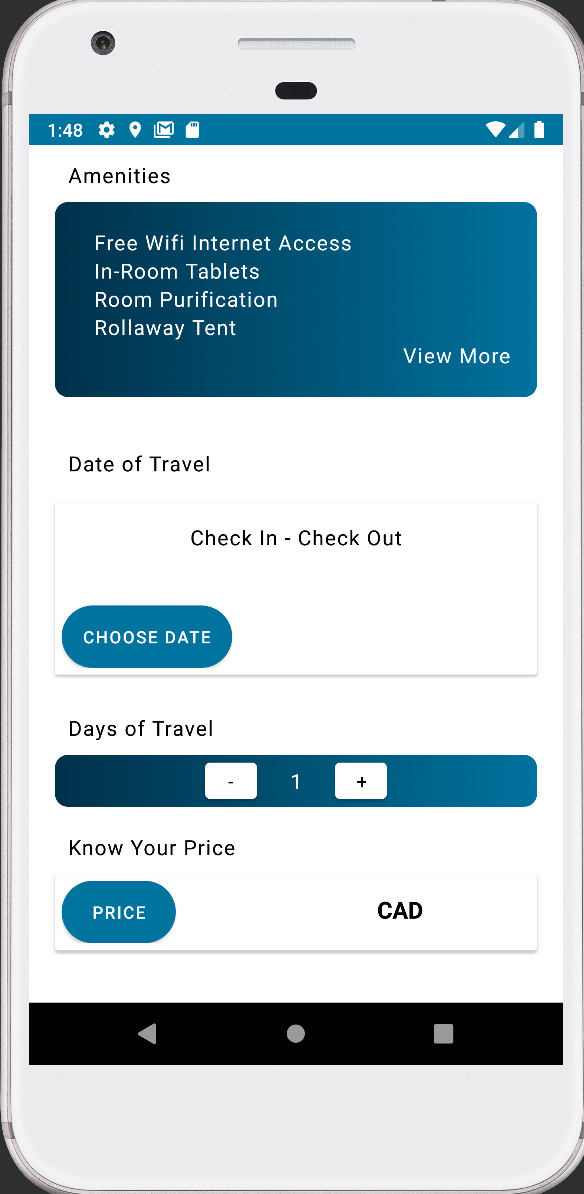 1:48
Amenities
Free Wifi Internet Access
In-Room Tablets
Room Purification
Rollaway Tent
View More
Date of Travel
Check In - Check Out
CHOOSE DATE
Days of Travel
- 1 +
Know Your Price
PRICE CAD